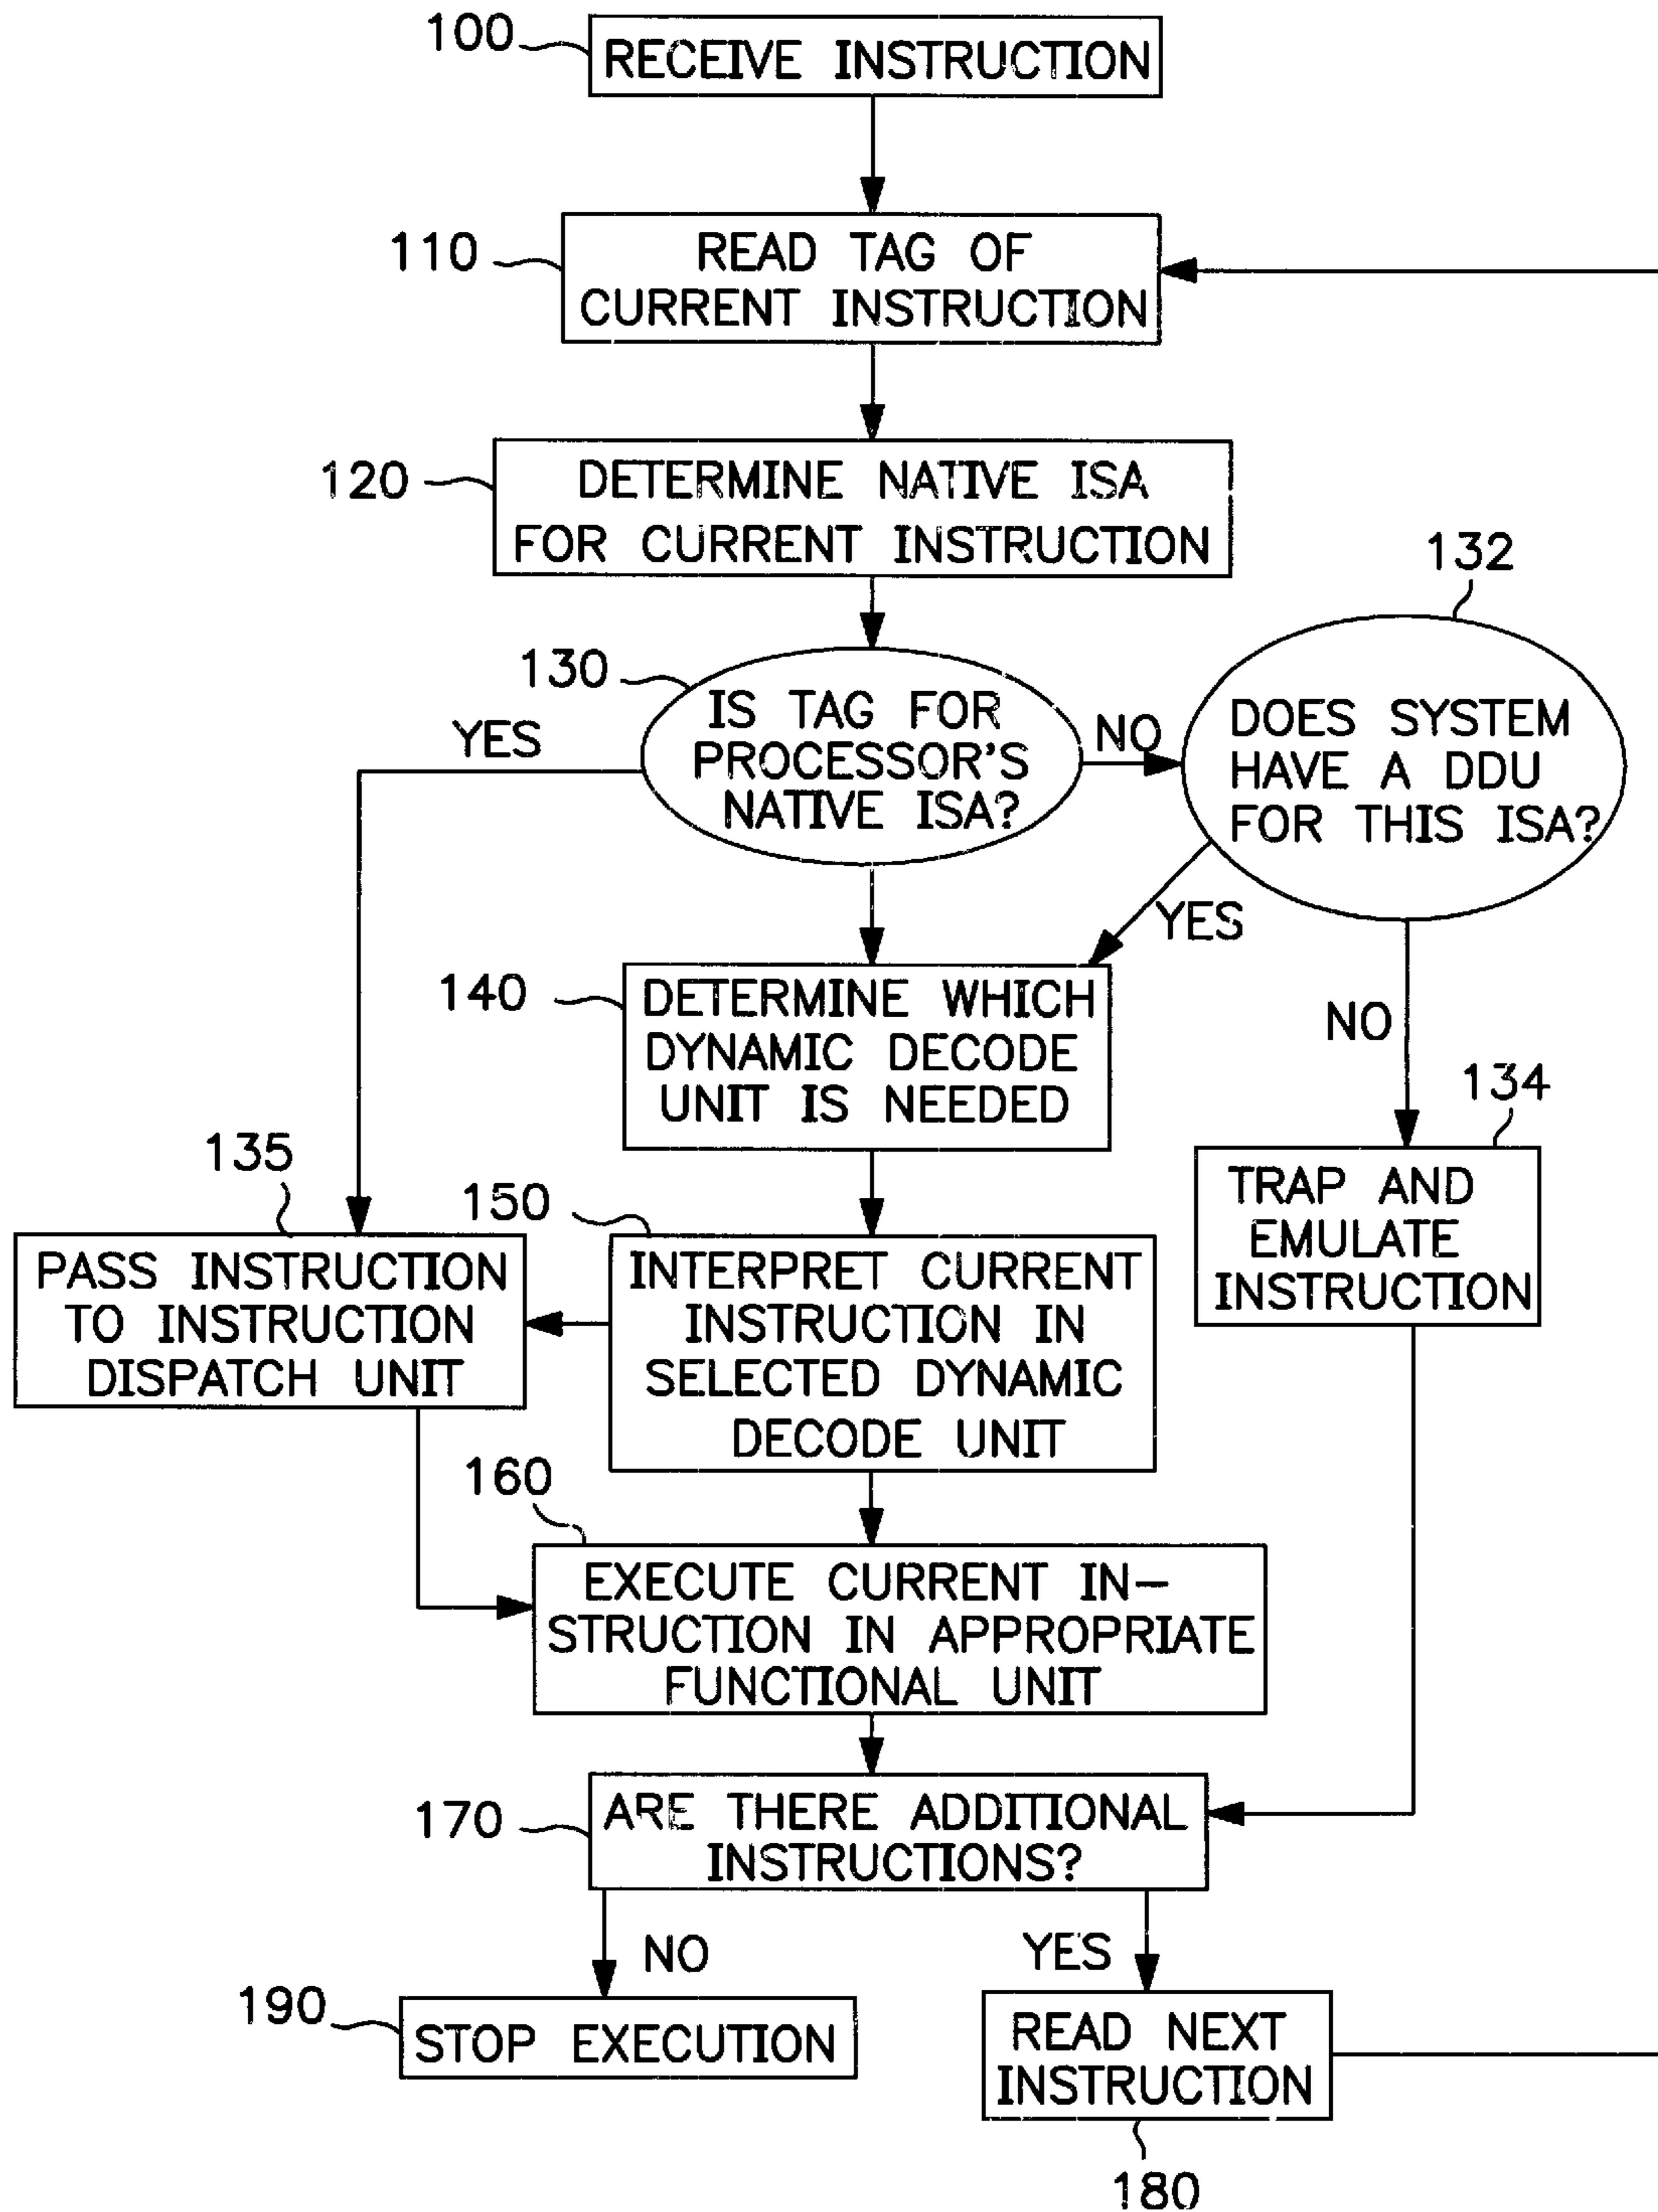 100
RECEIVE INSTRUCTION
110
READ TAG OF
CURRENT INSTRUCTION
120
DETERMINE NATIVE ISA
FOR CURRENT INSTRUCTION
132
130
IS TAG FOR
PROCESSOR'S
NATIVE ISA?
YES
NO
DOES SYSTEM
HAVE A DDU
FOR THIS ISA?
YES
NO
140
DETERMINE WHICH
DYNAMIC DECODE
UNIT IS NEEDED
134
TRAP AND
EMULATE
INSTRUCTION
135
PASS INSTRUCTION
TO INSTRUCTION
DISPATCH UNIT
150
INTERPRET CURRENT
INSTRUCTION IN
SELECTED DYNAMIC
DECODE UNIT
160
EXECUTE CURRENT IN-
STRUCTION IN APPROPRIATE
FUNCTIONAL UNIT
170
ARE THERE ADDITIONAL
INSTRUCTIONS?
NO
YES
190
STOP EXECUTION
READ NEXT
INSTRUCTION
180